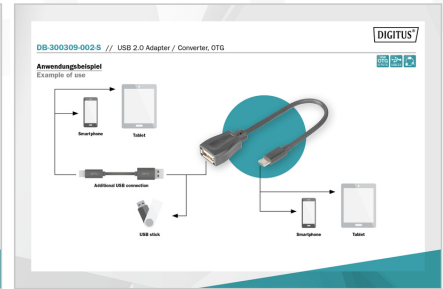 DIGITUS®
DB-300309-002-S // USB 2.0 Adapter / Converter, OTG
Anwendungsbeispiel
Example of use
OTG
Smartphone
Tablet
Additional USB connection
USB stick
Smartphone
Tablet